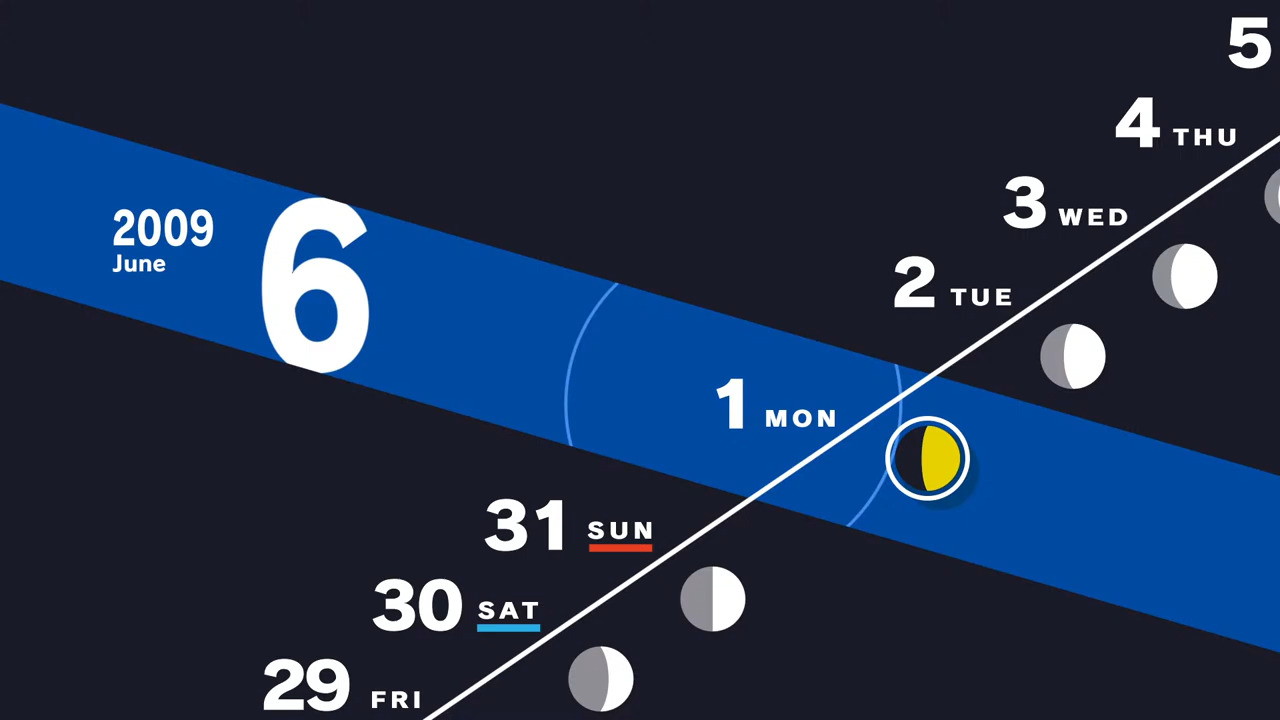 5
4 THU
3 WED
2 TUE
2009
June
6
1 MON
31 SUN
30 SAT
29 FRI